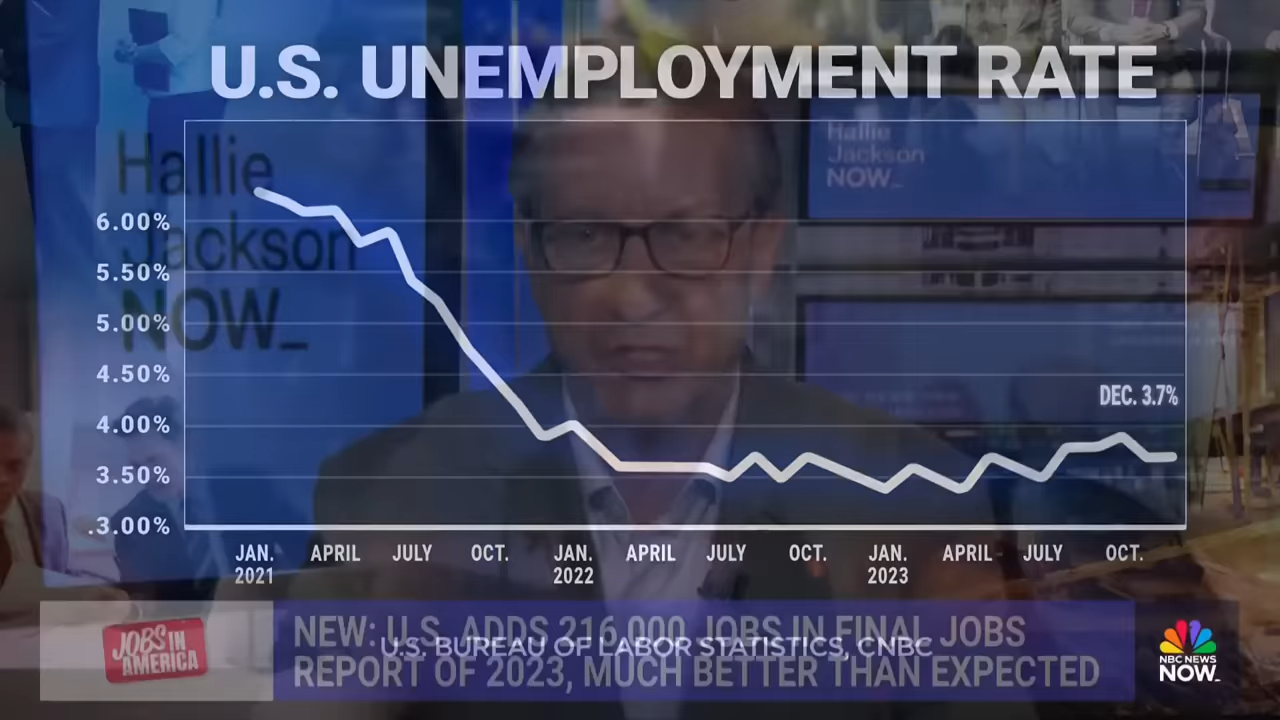 U.S. UNEMPLOYMENT RATE
Hallie
Jackson
NOW_
Hallie
Jackson
NOW_
6.00%
5.50%
5.00%
4.50%
4.00%
3.50%
.3.00%
DEC. 3.7%
JAN.
2021
APRIL
JULY
OCT.
JAN.
2022
APRIL
JULY
OCT.
JAN.
2023
APRIL
JULY
OCT.
JOBS IN
AMERICA
NEW: U.S. ADDS 216,000 JOBS IN FINAL JOBS
REPORT OF 2023, MUCH BETTER THAN EXPECTED
U.S. BUREAU OF LABOR STATISTICS, CNBC
NBC NEWS
NOW_